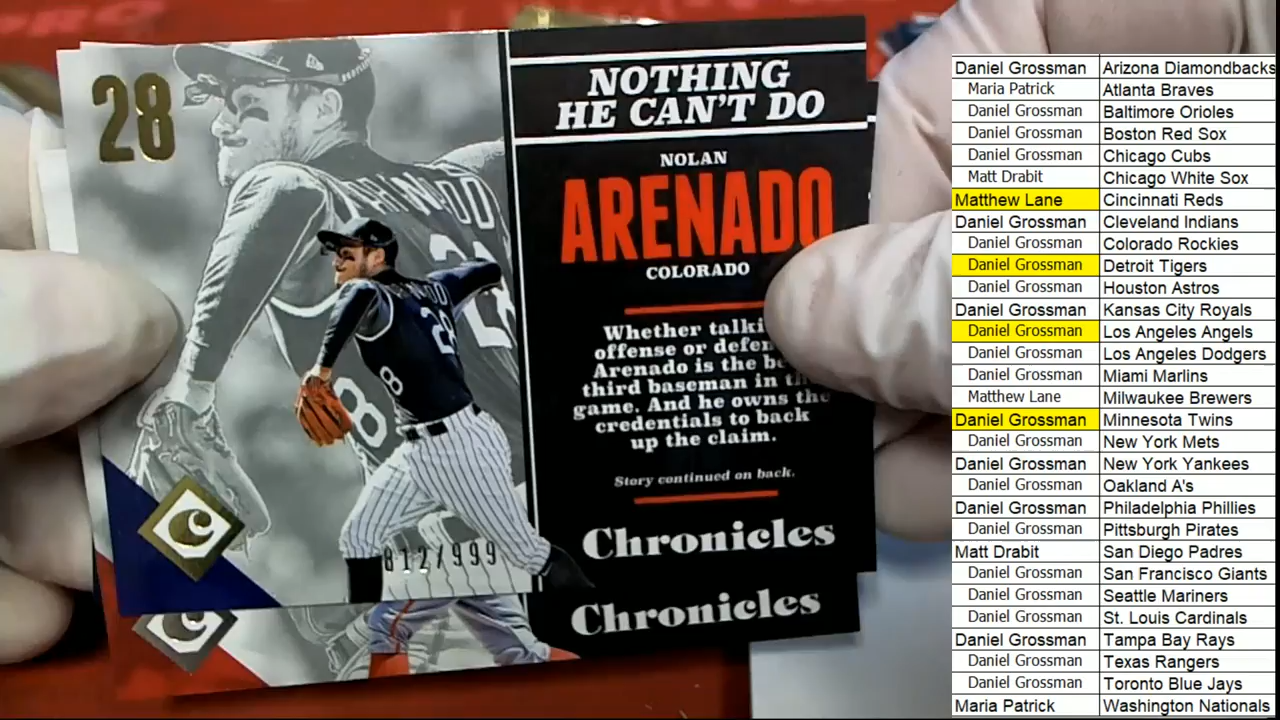 28
NOTHING
HE CAN'T DO
NOLAN
ARENADO
COLORADO
Whether talki
offense or defen
Arenado is the be
third baseman in th
game. And he owns the
credentials to back
up the claim.
Story continued on back.
Chronicles
812/999
Chronicles
Daniel Grossman Arizona Diamondbacks
Maria Patrick Atlanta Braves
Daniel Grossman Baltimore Orioles
Daniel Grossman Boston Red Sox
Daniel Grossman Chicago Cubs
Matt Drabit Chicago White Sox
Matthew Lane Cincinnati Reds
Daniel Grossman Cleveland Indians
Daniel Grossman Colorado Rockies
Daniel Grossman Detroit Tigers
Daniel Grossman Houston Astros
Daniel Grossman Kansas City Royals
Daniel Grossman Los Angeles Angels
Daniel Grossman Los Angeles Dodgers
Daniel Grossman Miami Marlins
Matthew Lane Milwaukee Brewers
Daniel Grossman Minnesota Twins
Daniel Grossman New York Mets
Daniel Grossman New York Yankees
Daniel Grossman Oakland A's
Daniel Grossman Philadelphia Phillies
Daniel Grossman Pittsburgh Pirates
Matt Drabit San Diego Padres
Daniel Grossman San Francisco Giants
Daniel Grossman Seattle Mariners
Daniel Grossman St. Louis Cardinals
Daniel Grossman Tampa Bay Rays
Daniel Grossman Texas Rangers
Daniel Grossman Toronto Blue Jays
Maria Patrick Washington Nationals